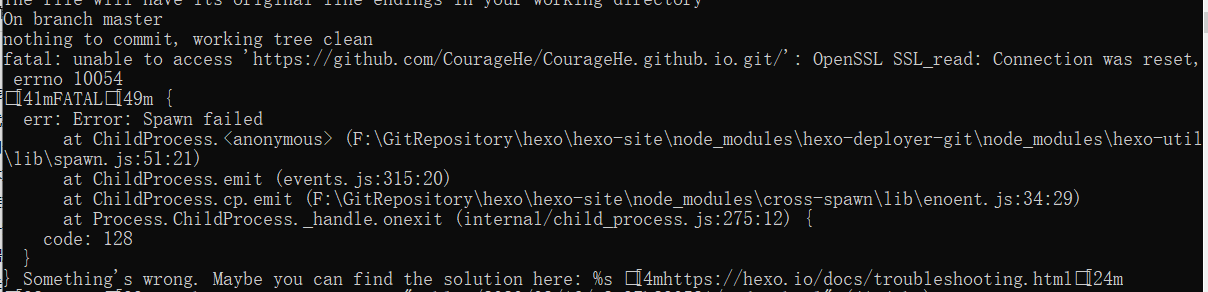 The file will have its original line endings in your working directory
On branch master
nothing to commit, working tree clean
fatal: unable to access 'https://github.com/CourageHe/CourageHe.github.io.git/': OpenSSL SSL_read: Connection was reset,
errno 10054
[41mFATAL[49m {
err: Error: Spawn failed
at ChildProcess.<anonymous> (F:\GitRepository\hexo\hexo-site\node_modules\hexo-deployer-git\node_modules\hexo-util
\lib\spawn.js:51:21)
at ChildProcess.emit (events.js:315:20)
at ChildProcess.cp.emit (F:\GitRepository\hexo\hexo-site\node_modules\cross-spawn\lib\enoent.js:34:29)
at Process.ChildProcess._handle.onexit (internal/child_process.js:275:12) {
code: 128
}
} Something's wrong. Maybe you can find the solution here: %s [4mhttps://hexo.io/docs/troubleshooting.html[24m